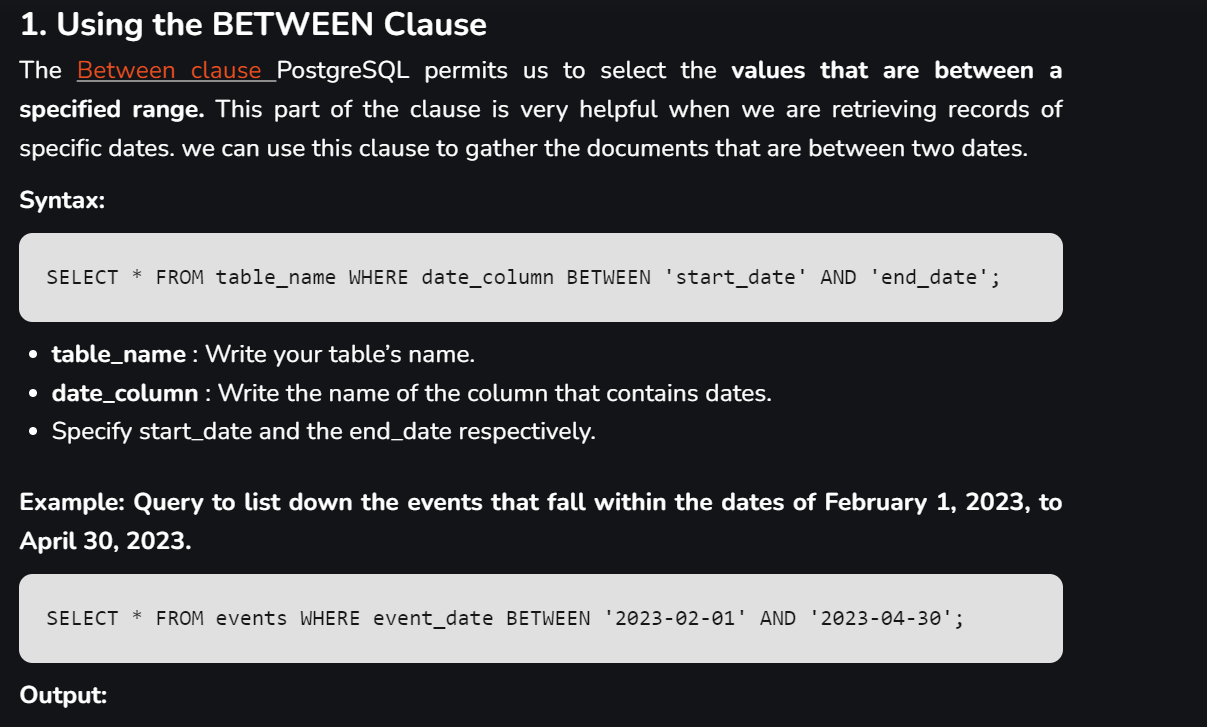 1. Using the BETWEEN Clause
The Between clause PostgreSQL permits us to select the values that are between a
specified range. This part of the clause is very helpful when we are retrieving records of
specific dates. we can use this clause to gather the documents that are between two dates.
Syntax:
SELECT * FROM table_name WHERE date_column BETWEEN 'start_date' AND 'end_date';
• table_name : Write your table’s name.
• date_column : Write the name of the column that contains dates.
• Specify start_date and the end_date respectively.
Example: Query to list down the events that fall within the dates of February 1, 2023, to
April 30, 2023.
SELECT * FROM events WHERE event_date BETWEEN '2023-02-01' AND '2023-04-30';
Output: